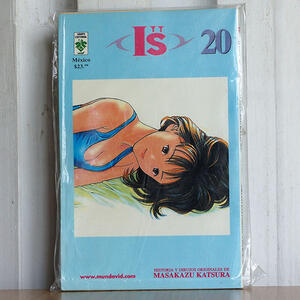 México
$23.00
I"s
20
www.mundovid.com
HISTORIA Y DIBUJOS ORIGINALES DE
MASAKAZU KATSURA